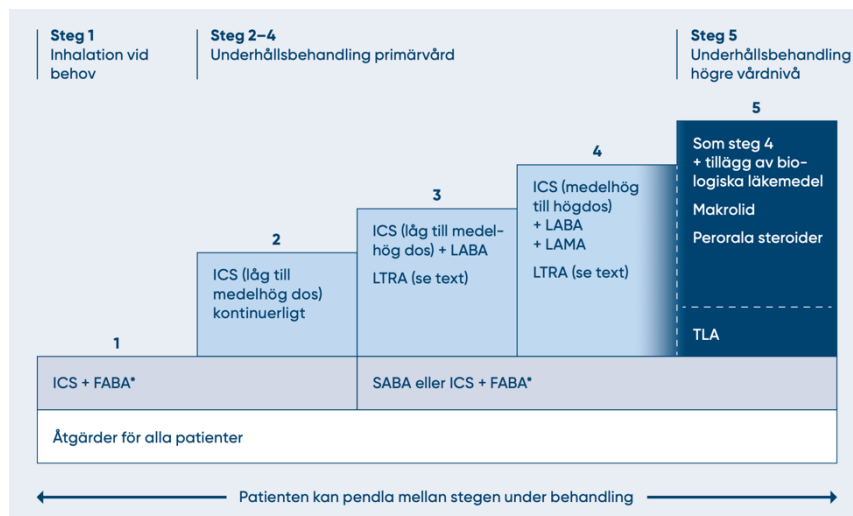 Steg 1
Inhalation vid
behov
Steg 2–4
Underhållsbehandling primärvård
Steg 5
Underhållsbehandling
högre vårdnivå
1
ICS + FABA*
2
ICS (låg till
medelhög dos)
kontinuerligt
3
ICS (låg till medel-
hög dos) + LABA
LTRA (se text)
4
ICS (medelhög
till högdos)
+ LABA
+ LAMA
LTRA (se text)
5
Som steg 4
+ tillägg av bio-
logiska läkemedel
Makrolid
Perorala steroider
TLA
SABA eller ICS + FABA*
Åtgärder för alla patienter
Patienten kan pendla mellan stegen under behandling